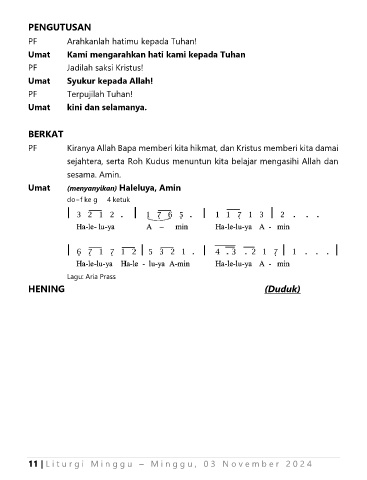 PENGUTUSAN
PF Arahkanlah hatimu kepada Tuhan!
Umat Kami mengarahkan hati kami kepada Tuhan
PF Jadilah saksi Kristus!
Umat Syukur kepada Allah!
PF Terpujilah Tuhan!
Umat kini dan selamanya.
BERKAT
PF Kiranya Allah Bapa memberi kita hikmat, dan Kristus memberi kita damai
sejahtera, serta Roh Kudus menuntun kita belajar mengasihi Allah dan
sesama. Amin.
Umat (menyanyikan) Haleluya, Amin
do=f ke g 4 ketuk
| 3 2 1 2 . | 1 7 6 5 . | 1 1 7 1 3 | 2 . . .
Ha-le-lu-ya A – min Ha-le-lu-ya A - min
| 6 7 1 7 1 2 | 5 3 2 1 . | 4 . 3 . 2 1 7 | 1 . . . |
Ha-le-lu-ya Ha-le - lu-ya A-min Ha-le-lu-ya A - min
Lagu: Aria Prass
HENING (Duduk)
11 | Liturgi Minggu – Minggu, 03 November 2024